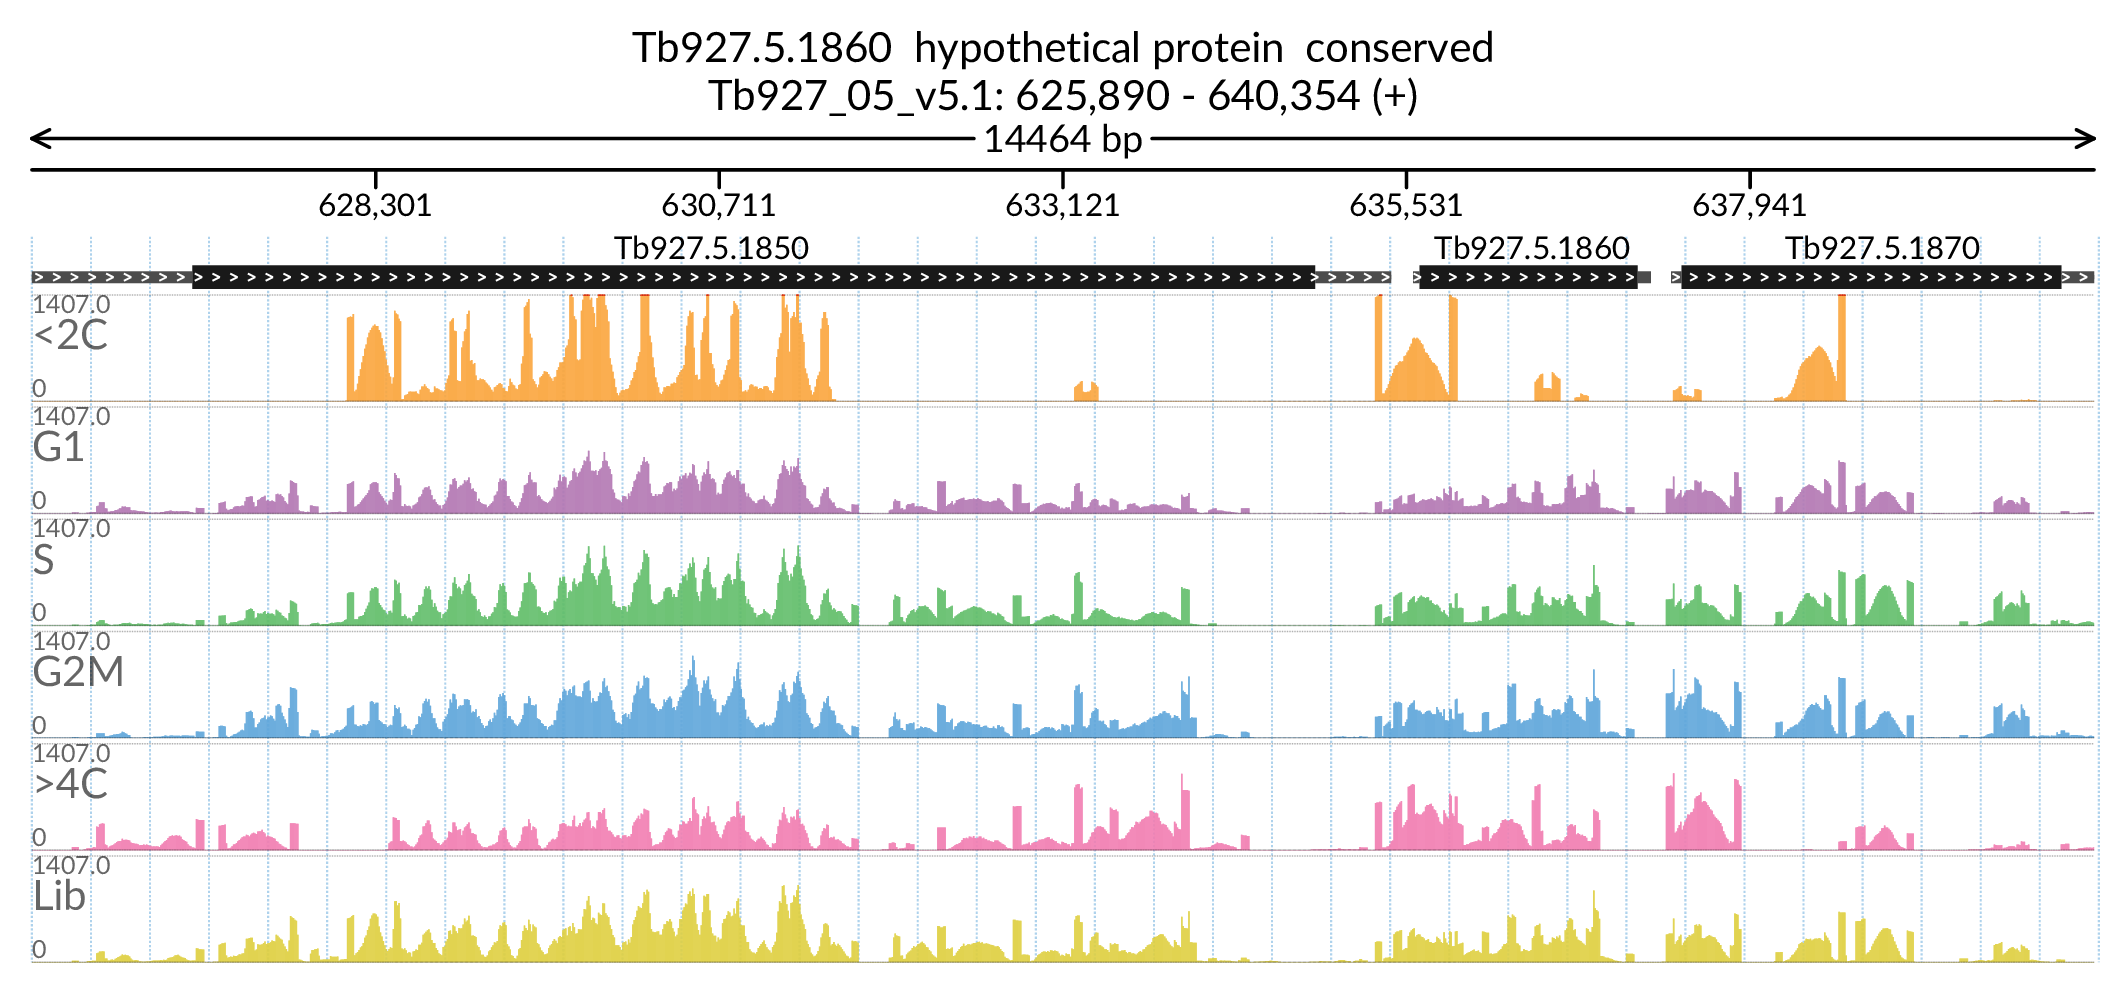 Tb927.5.1860  hypothetical protein  conserved
Tb927_05_v5.1: 625,890 - 640,354 (+)
14464 bp
628,301 630,711 633,121 635,531 637,941
Tb927.5.1850 Tb927.5.1860 Tb927.5.1870
1407.0
<2C
0
1407.0
G1
0
1407.0
S
0
1407.0
G2M
0
1407.0
>4C
0
1407.0
Lib
0